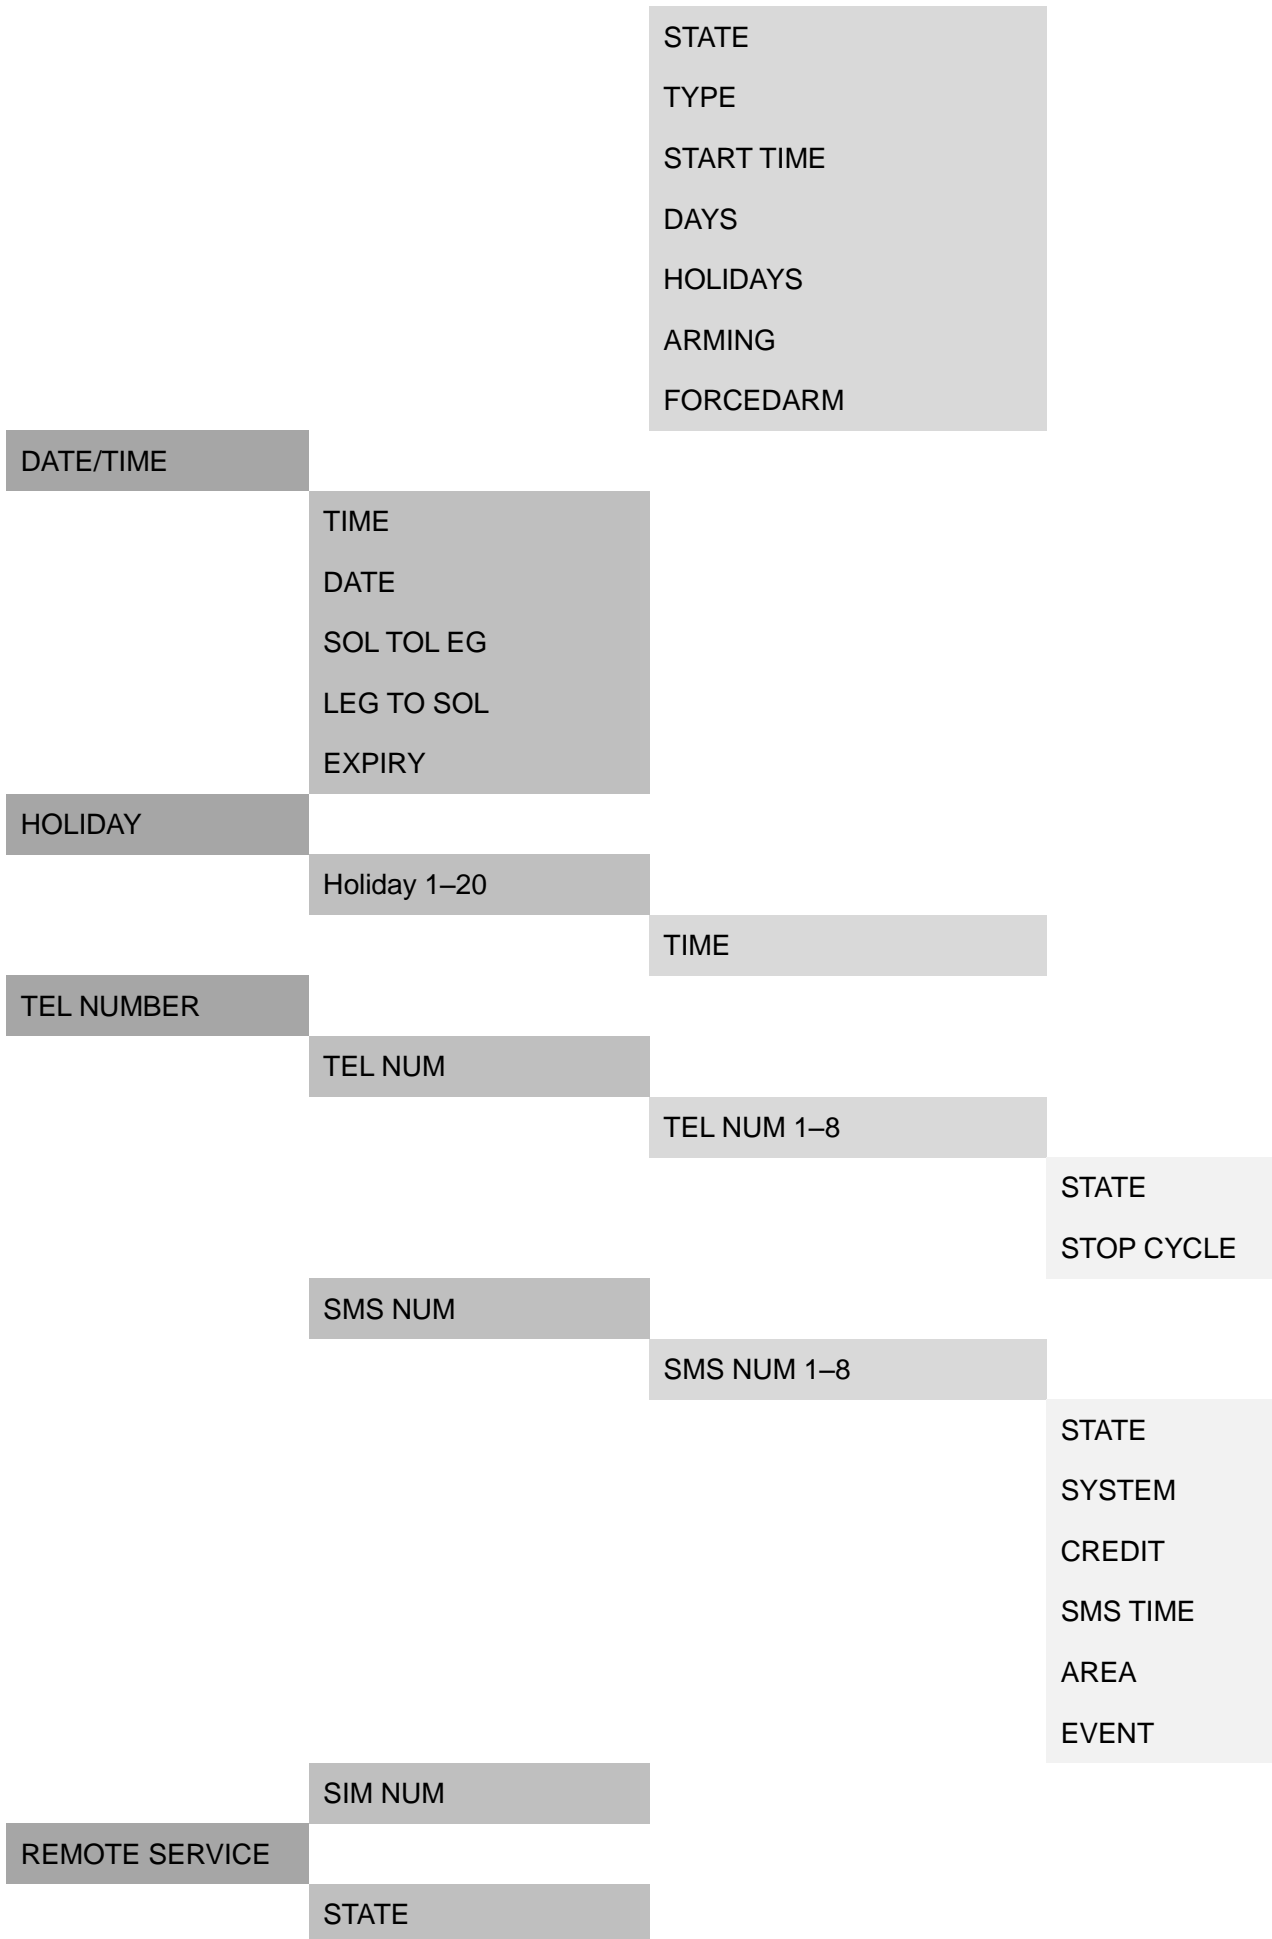 STATE
TYPE
START TIME
DAYS
HOLIDAYS
ARMING
FORCEDARM
DATE/TIME
TIME
DATE
SOL TOL EG
LEG TO SOL
EXPIRY
HOLIDAY
Holiday 1–20
TIME
TEL NUMBER
TEL NUM
TEL NUM 1–8
STATE
STOP CYCLE
SMS NUM
SMS NUM 1–8
STATE
SYSTEM
CREDIT
SMS TIME
AREA
EVENT
SIM NUM
REMOTE SERVICE
STATE